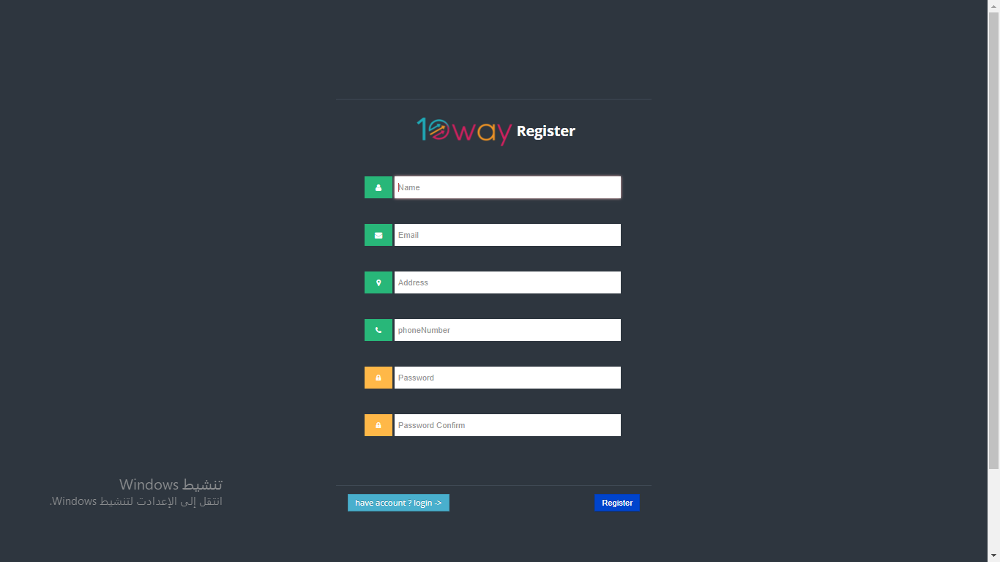 10way Register
Name
Email
Address
phoneNumber
Password
Password Confirm
تنشيط Windows
انتقل إلى الإعدادت لتنشيط Windows.
have account ? login ->
Register